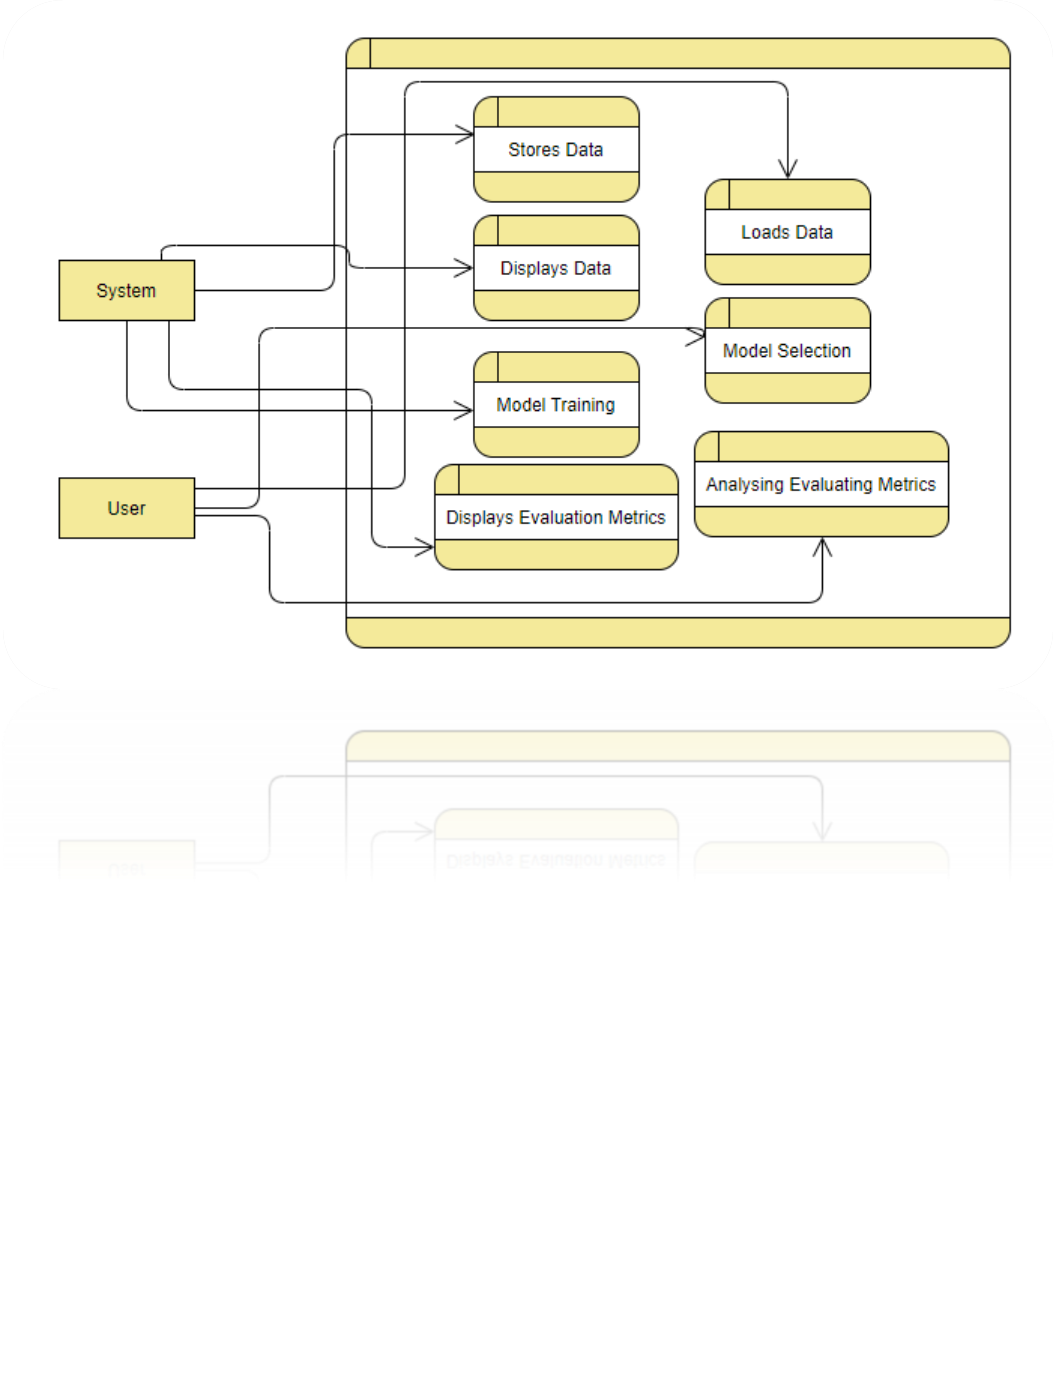 Stores Data
Loads Data
Displays Data
System
Model Selection
Model Training
Analysing Evaluating Metrics
User
Displays Evaluation Metrics